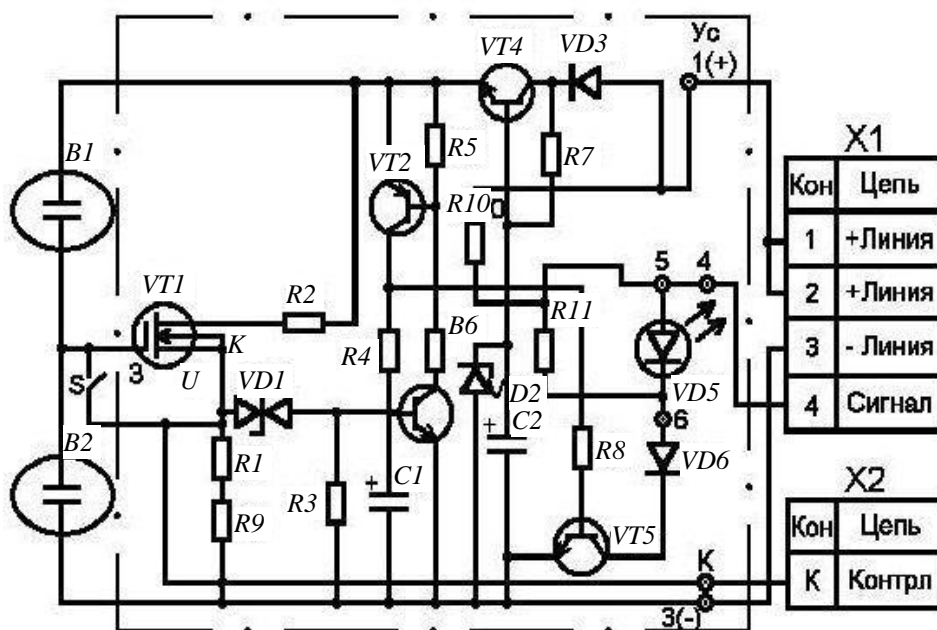 Ус
1(+)
VT4
VD3
X1
Кон Цепь
1 +Линия
2 +Линия
3 - Линия
4 Сигнал
B1
VT2
R5
R7
R10
VT1
R2
5 4
R11
K
3
U
S
R4
B6
VD1
D2
VD5
B2
R1
C1
+
C2
+
R8
6
VD6
R9
R3
VT5
X2
Кон Цепь
К Контрл
К
3(-)